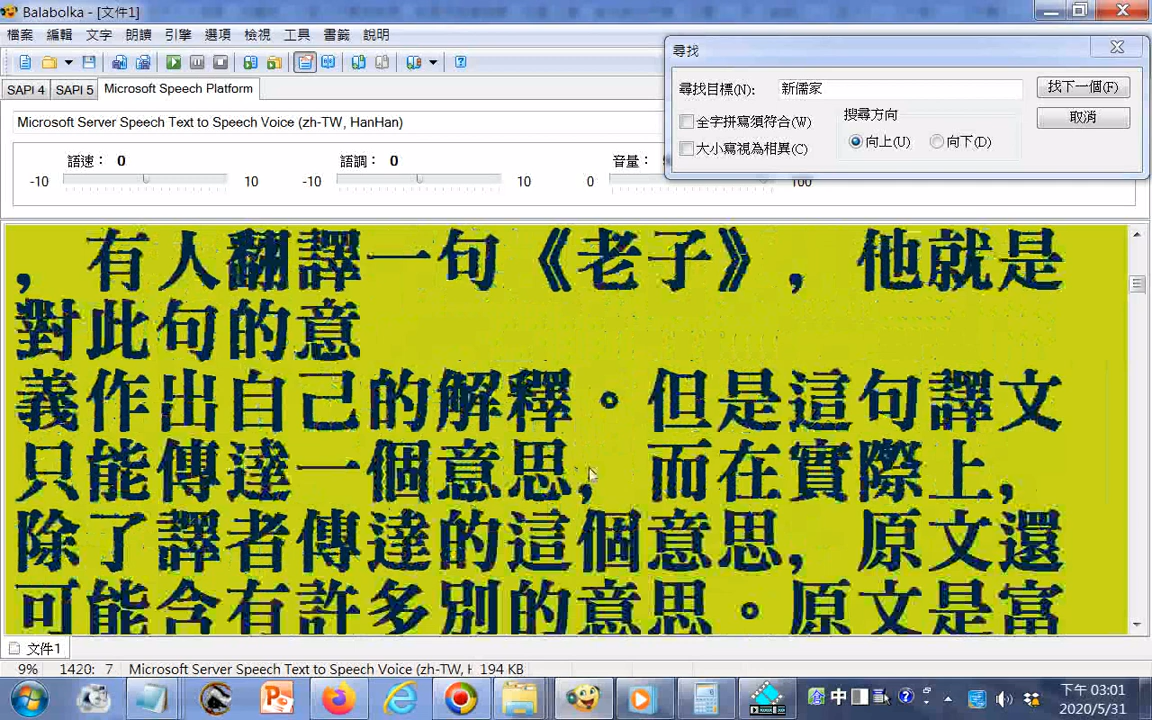 Balabolka - [文件1]
檔案 編輯 文字 朗讀 引擎 選項 檢視 工具 書籤 說明
SAPI 4 SAPI 5 Microsoft Speech Platform
Microsoft Server Speech Text to Speech Voice (zh-TW, HanHan)
語速: 0 語調: 0 音量:
-10 10 -10 10 0 100
尋找
尋找目標(N): 新儒家 找下一個(F)
全字拼寫須符合(W) 搜尋方向 取消
大小寫視為相異(C) 向上(U) 向下(D)
，有人翻譯一句《老子》，他就是
對此句的意
義作出自己的解釋。但是這句譯文
只能傳達一個意思，而在實際上，
除了譯者傳達的這個意思，原文還
可能含有許多別的意思。原文是富
文件1
9% 1420: 7 Microsoft Server Speech Text to Speech Voice (zh-TW, 194 KB
中 下午 03:01
2020/5/31